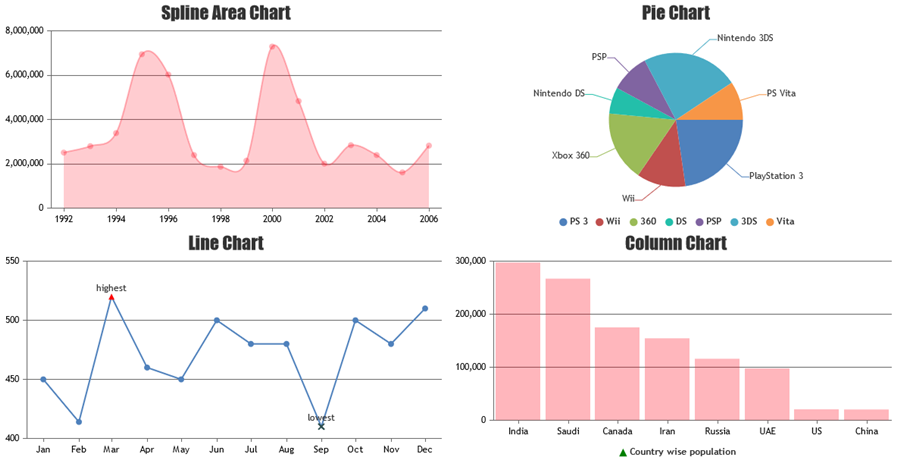 Spline Area Chart
8,000,000
6,000,000
4,000,000
2,000,000
0
1992 1994 1996 1998 2000 2002 2004 2006
Pie Chart
Nintendo 3DS
PSP
PS Vita
Nintendo DS
Xbox 360
PlayStation 3
Wii
PS 3 Wii 360 DS PSP 3DS Vita
Line Chart
550
500
450
400
highest
lowest
Jan Feb Mar Apr May Jun Jul Aug Sep Oct Nov Dec
Column Chart
300,000
200,000
100,000
0
India Saudi Canada Iran Russia UAE US China
Country wise population